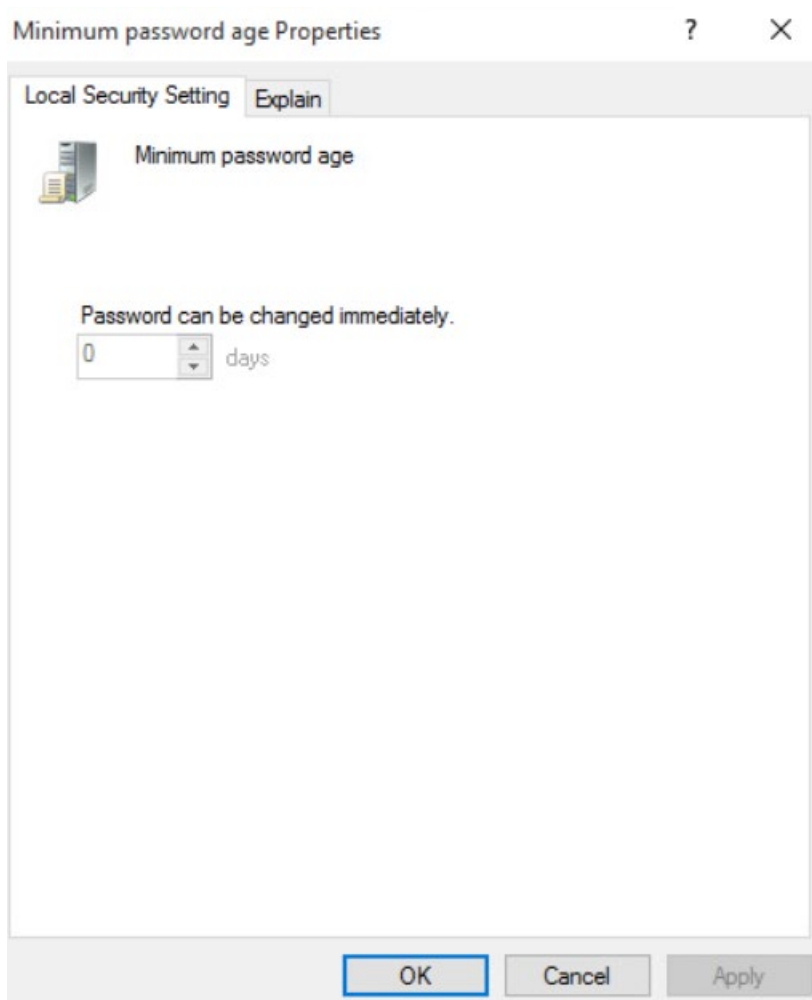 Minimum password age Properties ? ×
Local Security Setting Explain
Minimum password age
Password can be changed immediately.
0 days
OK Cancel Apply